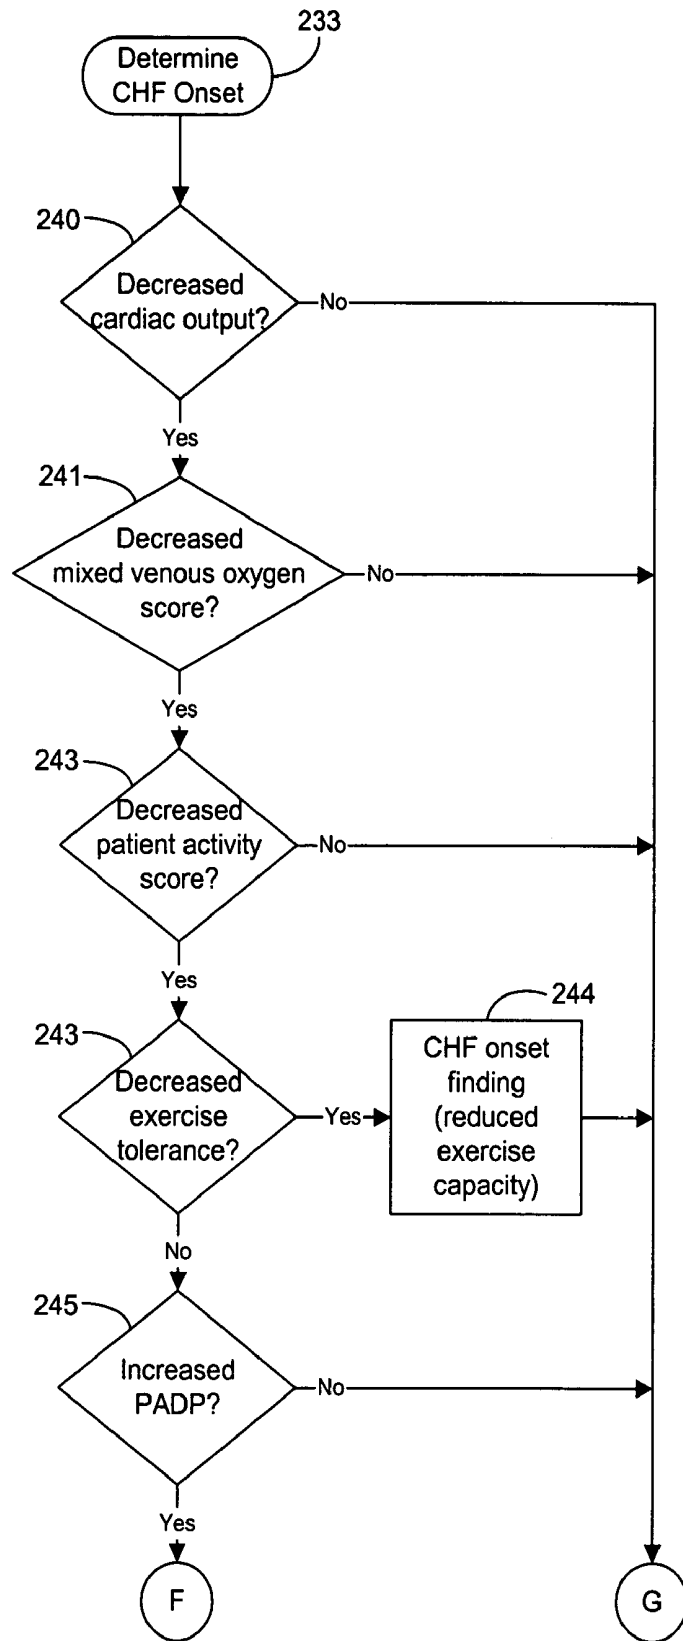 233
Determine
CHF Onset
240
Decreased
cardiac output?
No
Yes
241
Decreased
mixed venous oxygen
score?
No
Yes
243
Decreased
patient activity
score?
No
Yes
243
Decreased
exercise
tolerance?
Yes
244
CHF onset
finding
(reduced
exercise
capacity)
No
245
Increased
PADP?
No
Yes
F
G